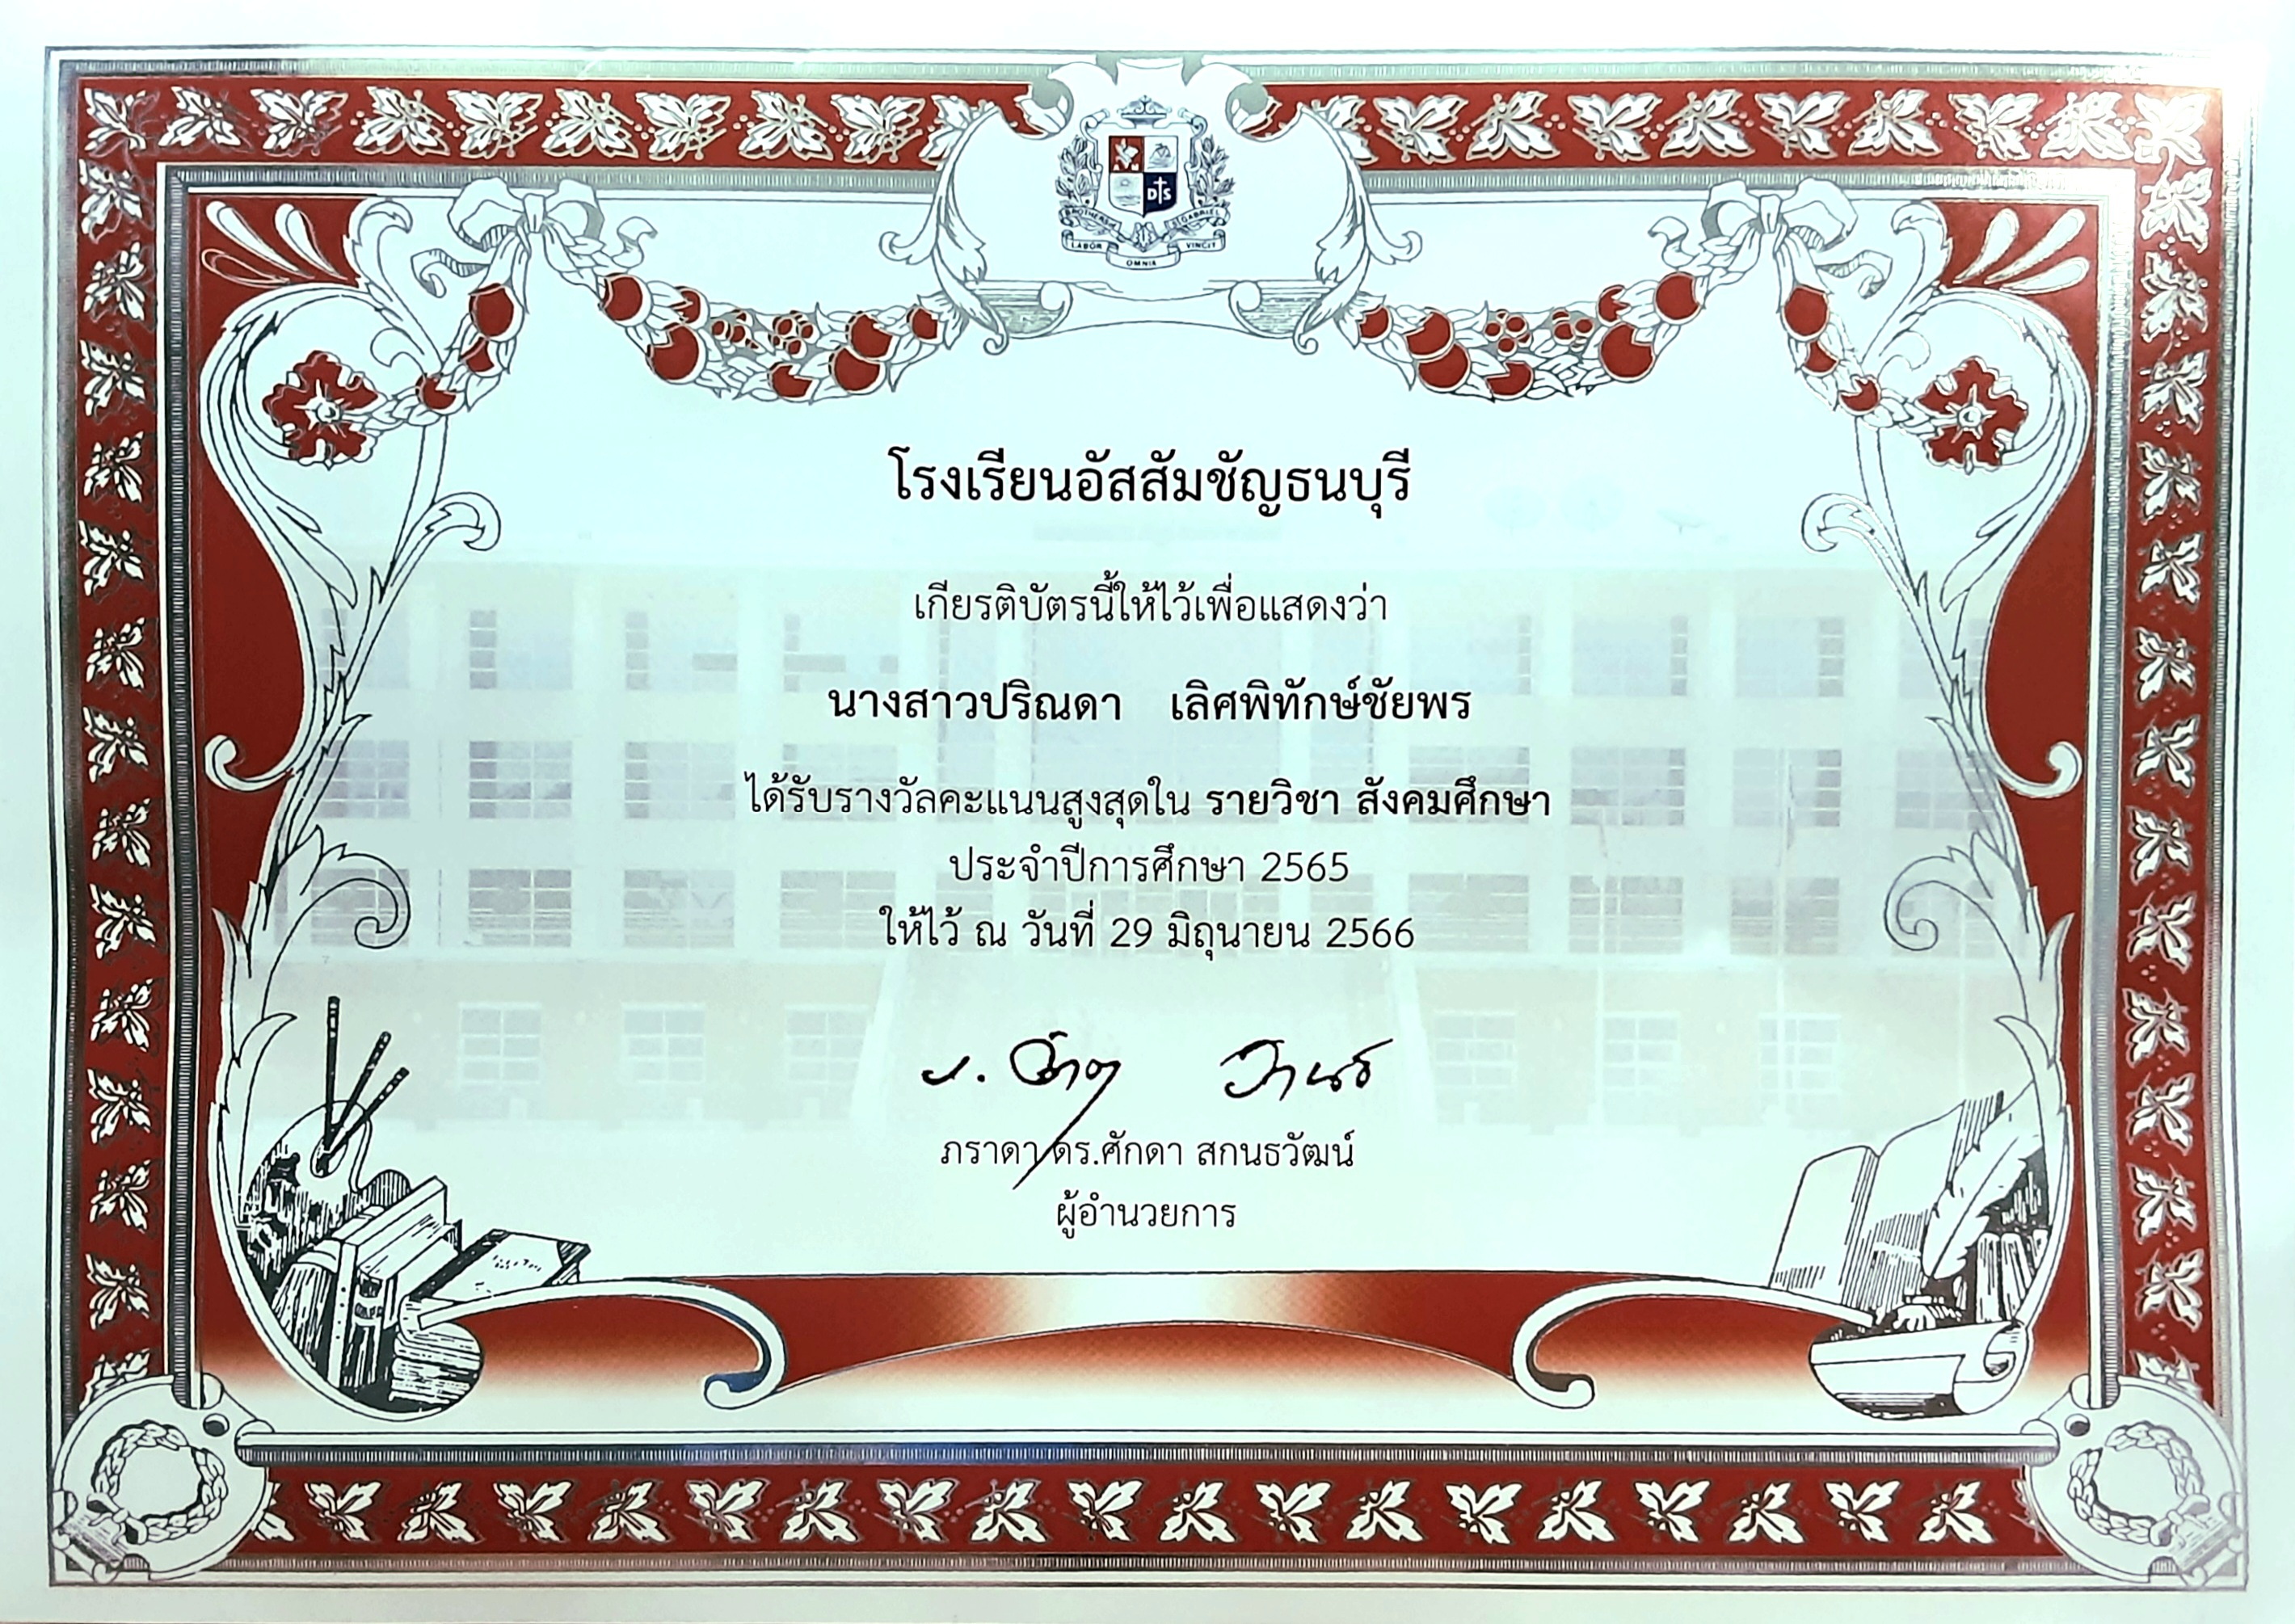 A M
D S
BROTHERS OF ST GABRIEL
LABOR OMNIA VINCIT
โรงเรียนอัสสัมชัญธนบุรี
เกียรติบัตรนี้ให้ไว้เพื่อแสดงว่า
นางสาวปริณดา เลิศพิทักษ์ชัยพร
ได้รับรางวัลคะแนนสูงสุดใน รายวิชา สังคมศึกษา
ประจำปีการศึกษา 2565
ให้ไว้ ณ วันที่ 29 มิถุนายน 2566
ภราดา ดร.ศักดา สกนธวัฒน์
ผู้อำนวยการ